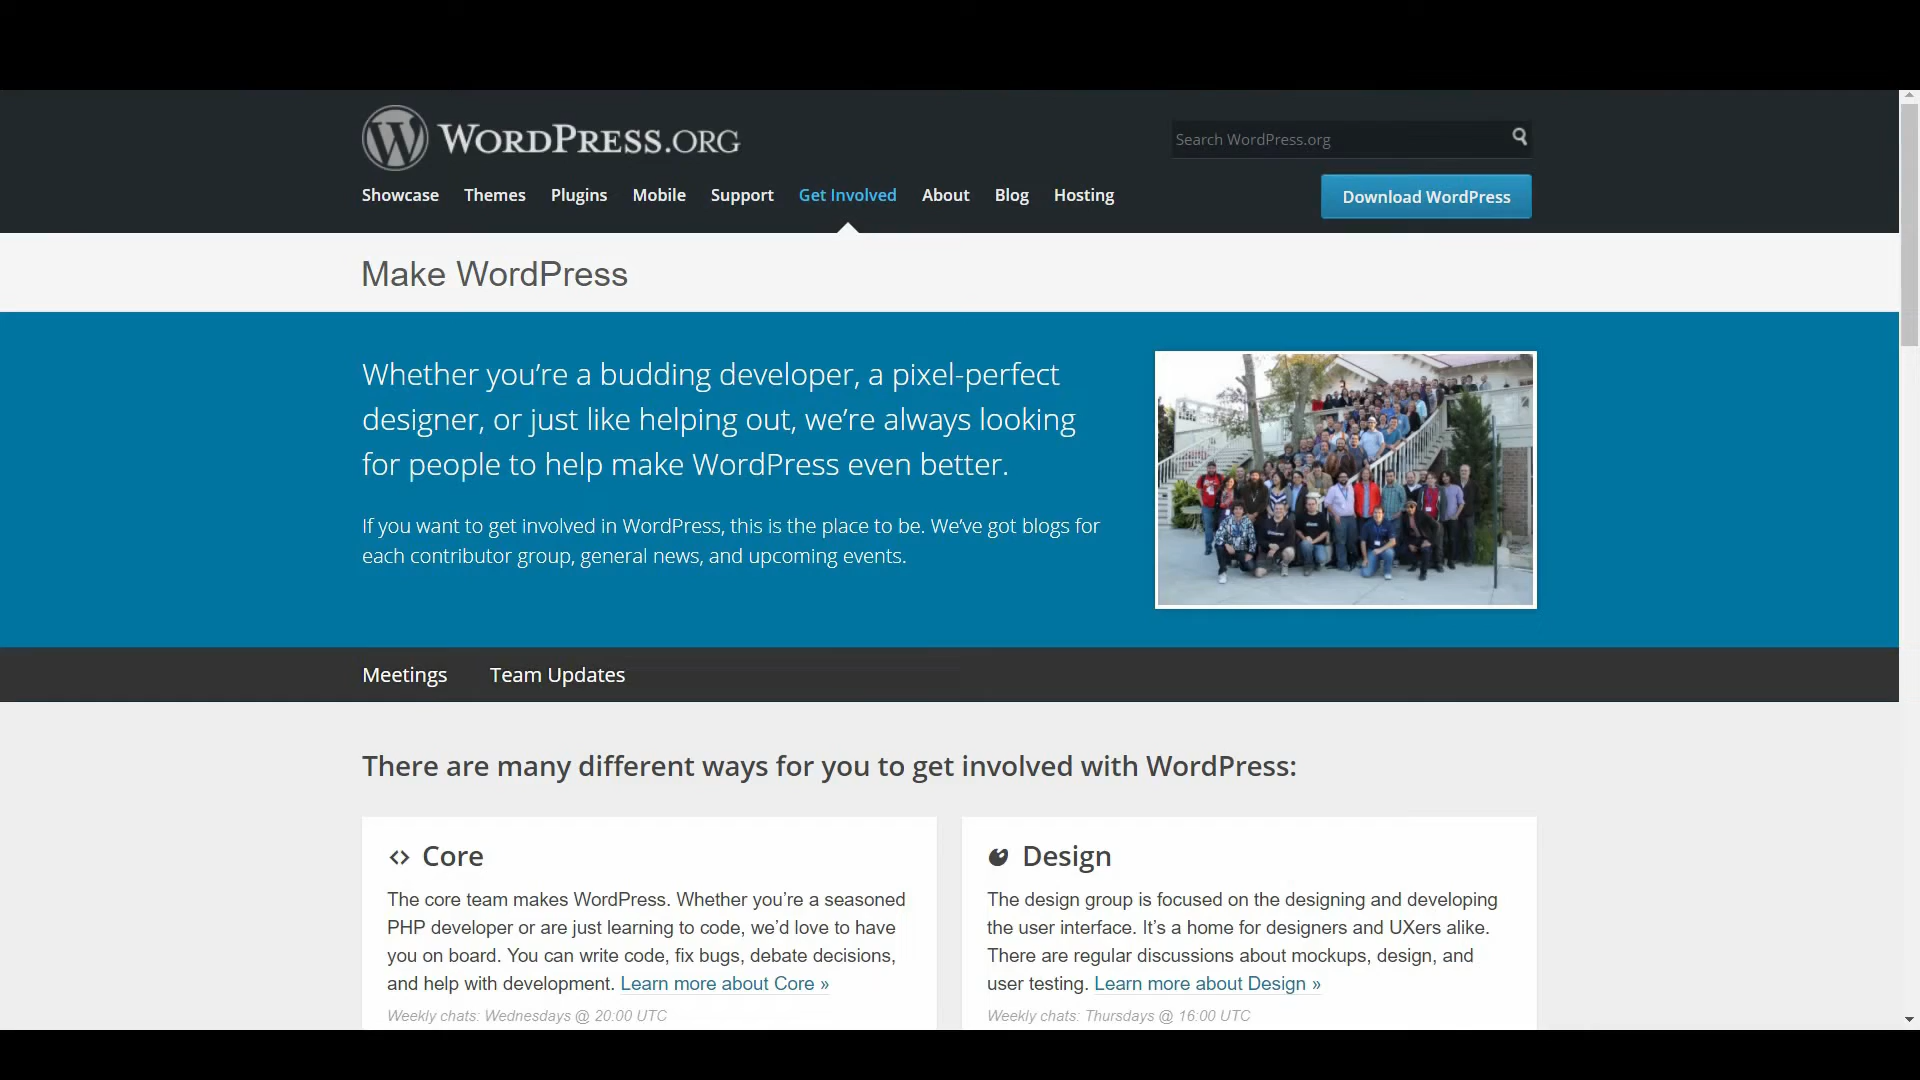 WORDPRESS.ORG
Search WordPress.org
Showcase Themes Plugins Mobile Support Get Involved About Blog Hosting
Download WordPress
Make WordPress
Whether you’re a budding developer, a pixel-perfect
designer, or just like helping out, we’re always looking
for people to help make WordPress even better.
If you want to get involved in WordPress, this is the place to be. We’ve got blogs for
each contributor group, general news, and upcoming events.
Meetings Team Updates
There are many different ways for you to get involved with WordPress:
Core
The core team makes WordPress. Whether you’re a seasoned
PHP developer or are just learning to code, we’d love to have
you on board. You can write code, fix bugs, debate decisions,
and help with development. Learn more about Core »
Weekly chats: Wednesdays @ 20:00 UTC
Design
The design group is focused on the designing and developing
the user interface. It’s a home for designers and UXers alike.
There are regular discussions about mockups, design, and
user testing. Learn more about Design »
Weekly chats: Thursdays @ 16:00 UTC